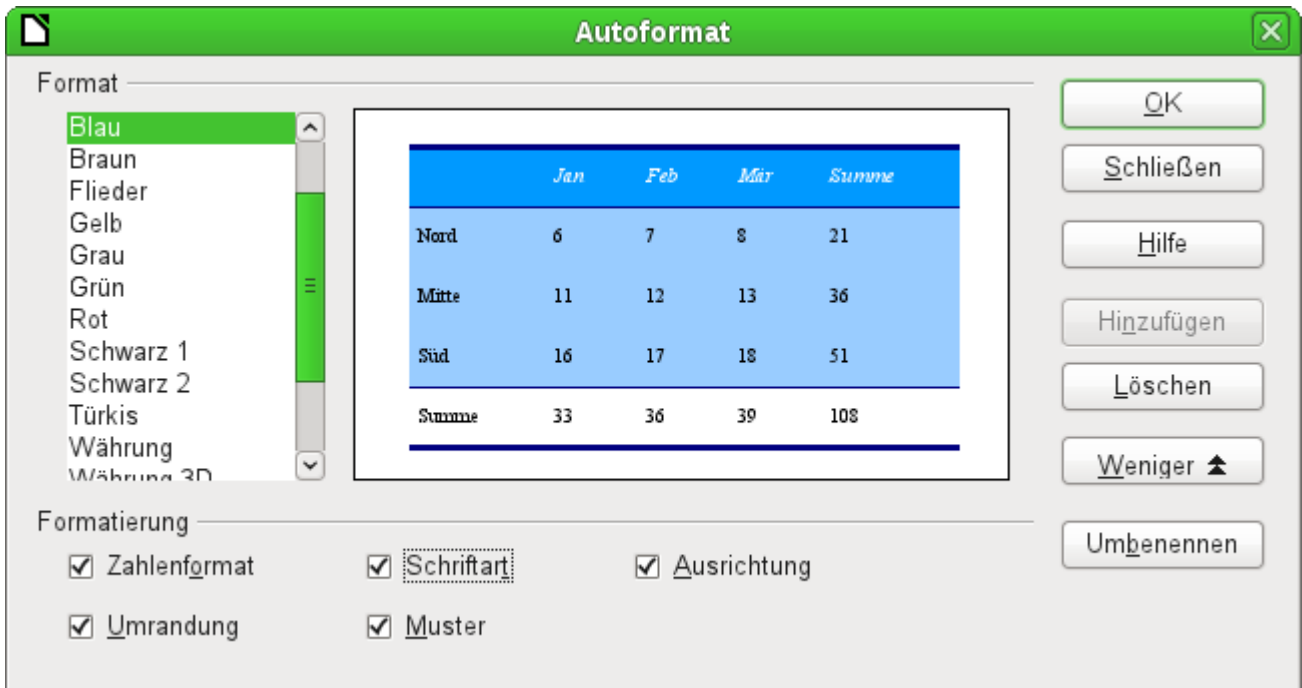 Autoformat
Format
Blau
Braun
Flieder
Gelb
Grau
Grün
Rot
Schwarz 1
Schwarz 2
Türkis
Währung
Währung 3D
Jan Feb Mär Summe
Nord 6 7 8 21
Mitte 11 12 13 36
Süd 16 17 18 51
Summe 33 36 39 108
OK
Schließen
Hilfe
Hinzufügen
Löschen
Weniger
Umbenennen
Formatierung
Zahlenformat Schriftart Ausrichtung
Umrandung Muster